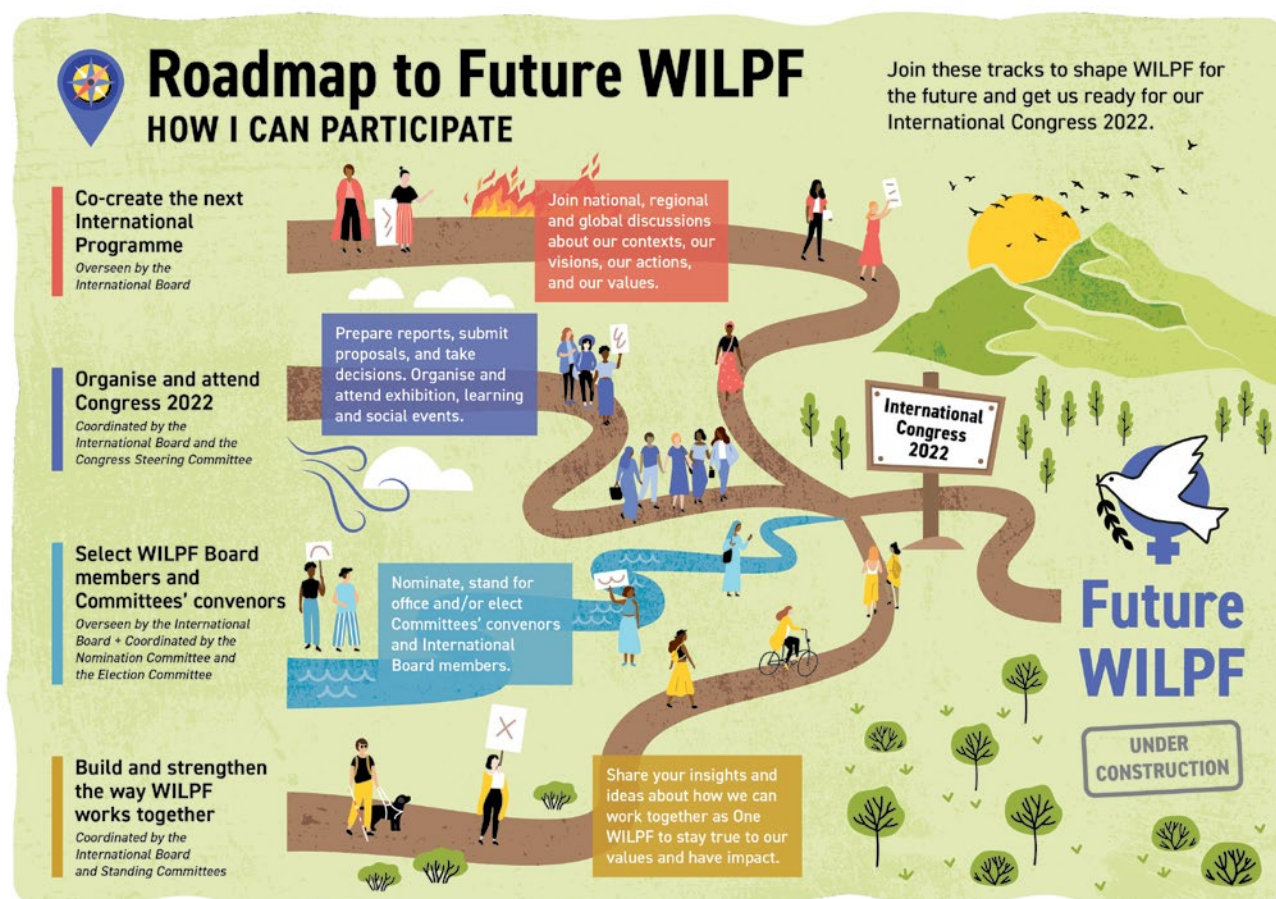 Roadmap to Future WILPF
HOW I CAN PARTICIPATE
Join these tracks to shape WILPF for
the future and get us ready for our
International Congress 2022.
Co-create the next
International
Programme
Overseen by the
International Board
Join national, regional
and global discussions
about our contexts, our
visions, our actions,
and our values.
Organise and attend
Congress 2022
Coordinated by the
International Board and the
Congress Steering Committee
Prepare reports, submit
proposals, and take
decisions. Organise and
attend exhibition, learning
and social events.
International
Congress
2022
Select WILPF Board
members and
Committees' convenors
Overseen by the International
Board + Coordinated by the
Nomination Committee and
the Election Committee
Nominate, stand for
office and/or elect
Committees' convenors
and International
Board members.
Future
WILPF
UNDER
CONSTRUCTION
Build and strengthen
the way WILPF
works together
Coordinated by the
International Board
and Standing Committees
Share your insights and
ideas about how we can
work together as One
WILPF to stay true to our
values and have impact.